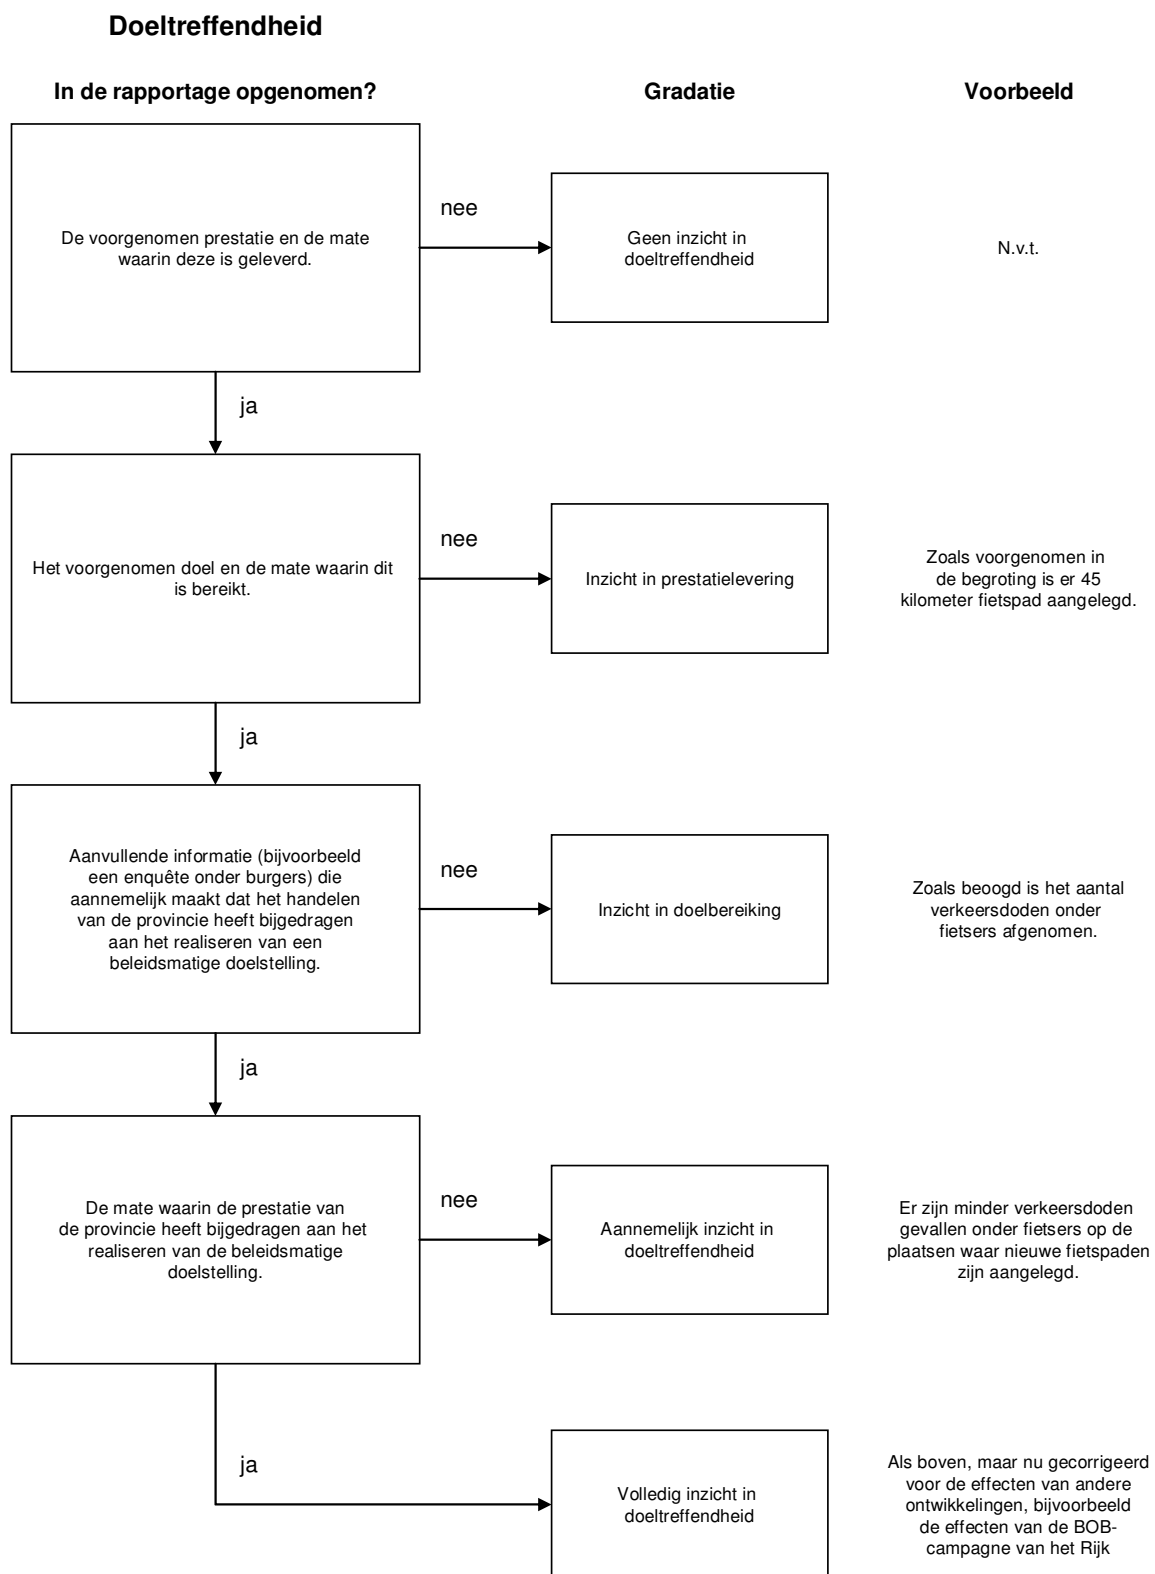 Doeltreffendheid
In de rapportage opgenomen?
Gradatie
Voorbeeld
De voorgenomen prestatie en de mate
waarin deze is geleverd.
nee
Geen inzicht in
doeltreffendheid
N.v.t.
ja
Het voorgenomen doel en de mate waarin dit
is bereikt.
nee
Inzicht in prestatielevering
Zoals voorgenomen in
de begroting is er 45
kilometer fietspad aangelegd.
ja
Aanvullende informatie (bijvoorbeeld
een enquête onder burgers) die
aannemelijk maakt dat het handelen
van de provincie heeft bijgedragen
aan het realiseren van een
beleidsmatige doelstelling.
nee
Inzicht in doelbereiking
Zoals beoogd is het aantal
verkeersdoden onder
fietsers afgenomen.
ja
De mate waarin de prestatie van
de provincie heeft bijgedragen aan het
realiseren van de beleidsmatige
doelstelling.
nee
Aannemelijk inzicht in
doeltreffendheid
Er zijn minder verkeersdoden
gevallen onder fietsers op de
plaatsen waar nieuwe fietspaden
zijn aangelegd.
ja
Volledig inzicht in
doeltreffendheid
Als boven, maar nu gecorrigeerd
voor de effecten van andere
ontwikkelingen, bijvoorbeeld
de effecten van de BOB-
campagne van het Rijk